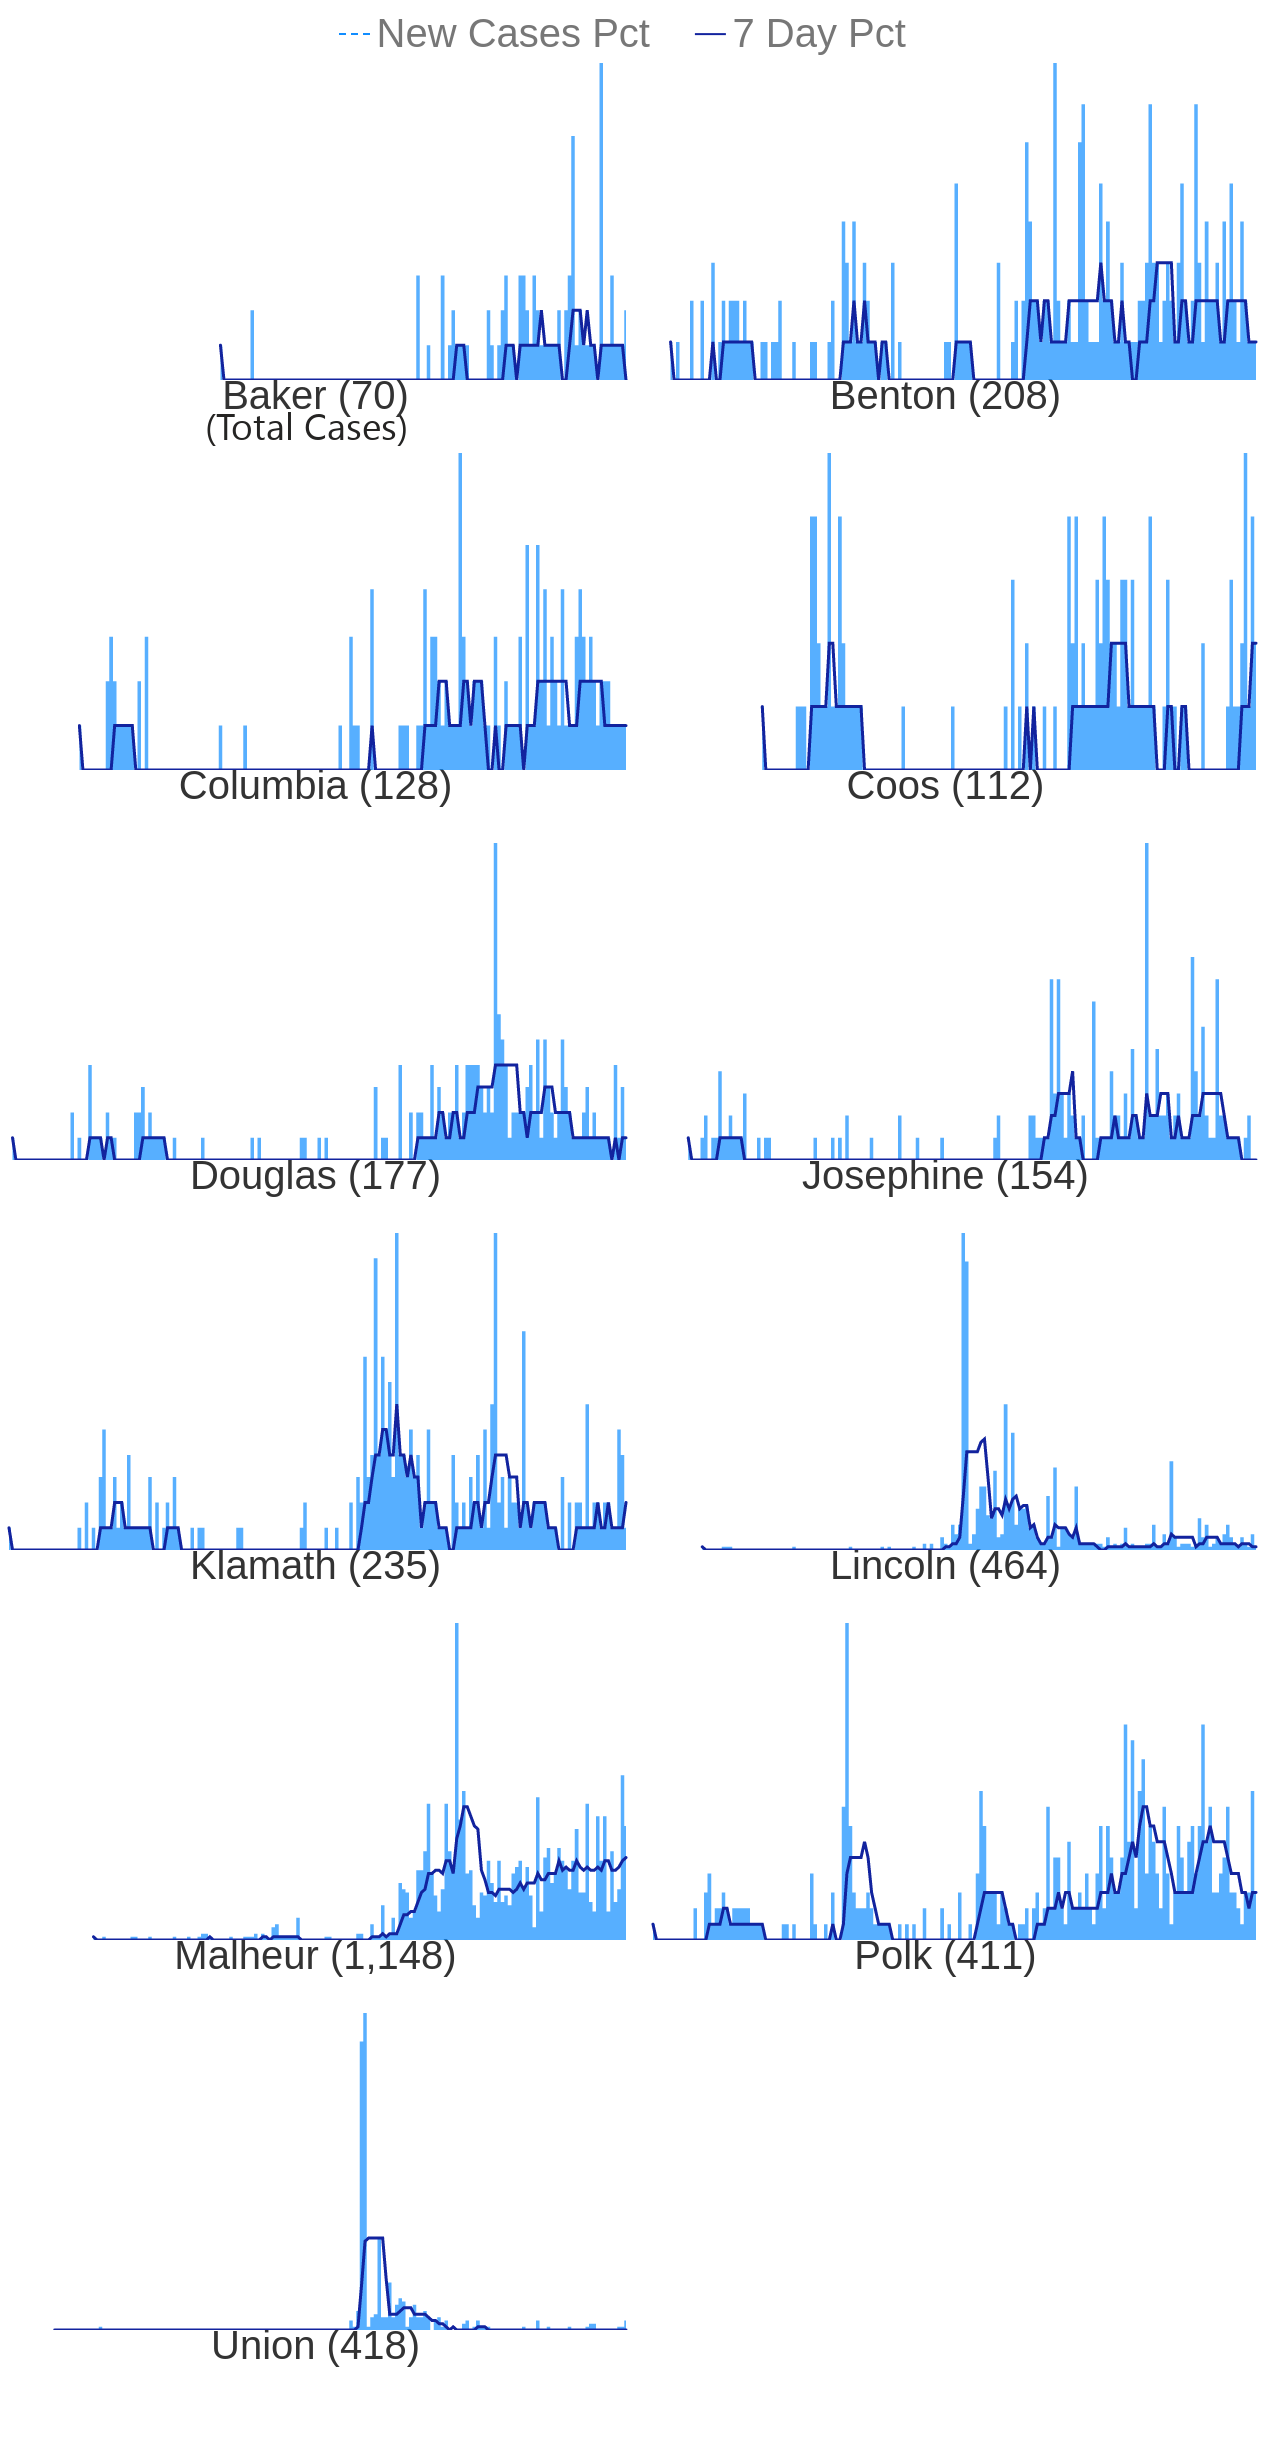 New Cases Pct 7 Day Pct
Baker (70) Benton (208)
(Total Cases)
Columbia (128) Coos (112)
Douglas (177) Josephine (154)
Klamath (235) Lincoln (464)
Malheur (1,148) Polk (411)
Union (418)